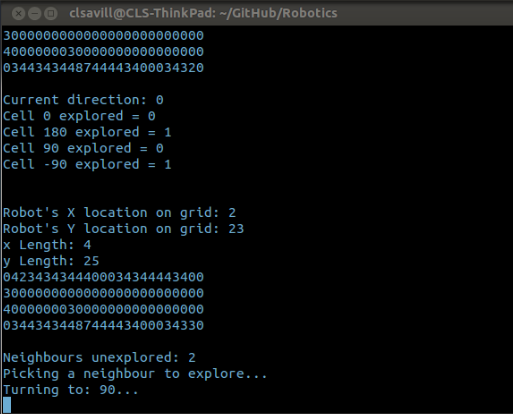 clsavill@CLS-ThinkPad: ~/GitHub/Robotics
3000000000000000000000000
4000000030000000000000000
0344343448744443400034320
Current direction: 0
Cell 0 explored = 0
Cell 180 explored = 1
Cell 90 explored = 0
Cell -90 explored = 1
Robot's X location on grid: 2
Robot's Y location on grid: 23
x Length: 4
y Length: 25
0423434344400034344443400
3000000000000000000000000
4000000030000000000000000
0344343448744443400034330
Neighbours unexplored: 2
Picking a neighbour to explore...
Turning to: 90...